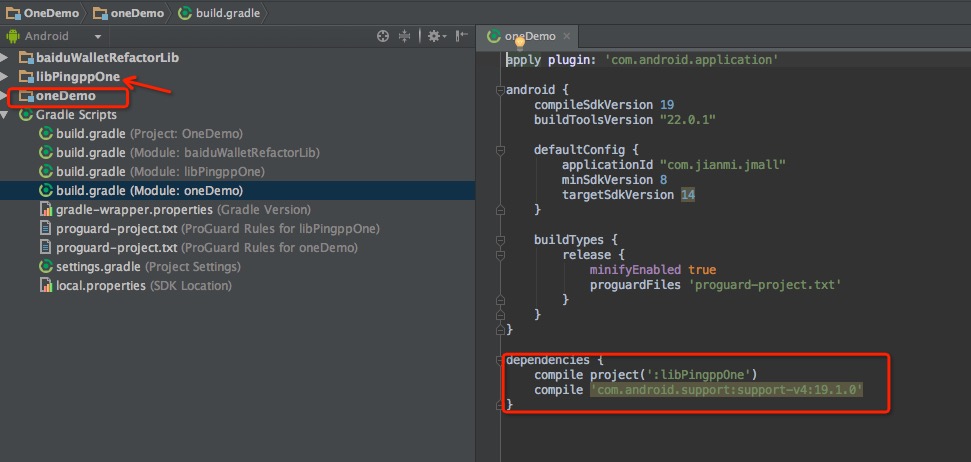 OneDemo oneDemo build.gradle
Android
baiduWalletRefactorLib
libPingppOne
oneDemo
Gradle Scripts
build.gradle (Project: OneDemo)
build.gradle (Module: baiduWalletRefactorLib)
build.gradle (Module: libPingppOne)
build.gradle (Module: oneDemo)
gradle-wrapper.properties (Gradle Version)
proguard-project.txt (ProGuard Rules for libPingppOne)
proguard-project.txt (ProGuard Rules for oneDemo)
settings.gradle (Project Settings)
local.properties (SDK Location)
oneDemo
apply plugin: 'com.android.application'
android {
compileSdkVersion 19
buildToolsVersion "22.0.1"
defaultConfig {
applicationId "com.jianmi.jmall"
minSdkVersion 8
targetSdkVersion 14
}
buildTypes {
release {
minifyEnabled true
proguardFiles 'proguard-project.txt'
}
}
}
dependencies {
compile project(':libPingppOne')
compile 'com.android.support:support-v4:19.1.0'
}